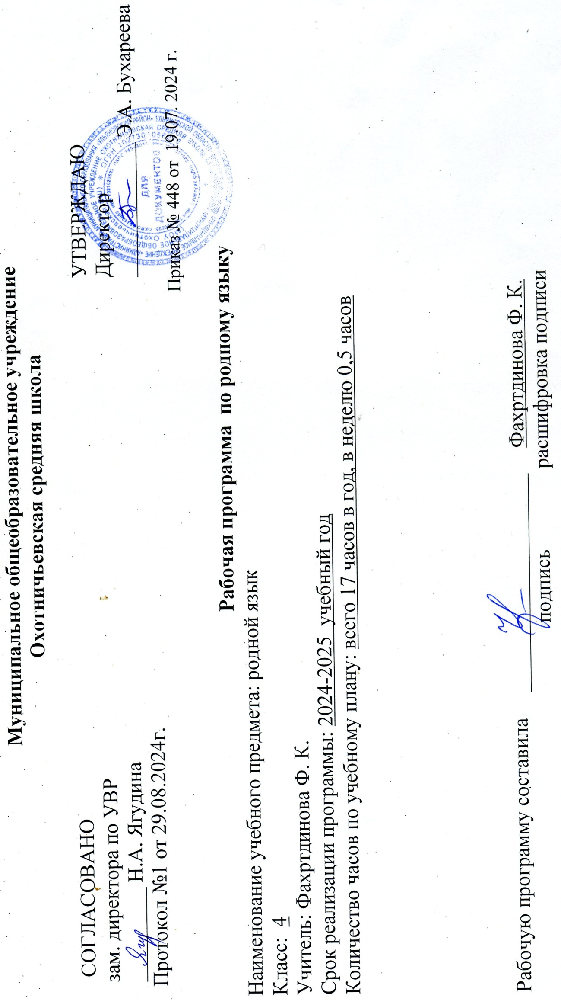 Муниципальное общеобразовательное учреждение
Охотничьевская средняя школа
СОГЛАСОВАНО
зам. директора по УВР
Н.А. Ягудина
Протокол №1 от 29.08.2024г.
УТВЕРЖДАЮ
Директор
Э.А. Бухареева
Приказ № 448 от 19.07. 2024 г.
ДЛЯ
ДОКУМЕНТОВ
Рабочая программа по родному языку
Наименование учебного предмета: родной язык
Класс: 4
Учитель: Фахртдинова Ф. К.
Срок реализации программы: 2024-2025 учебный год
Количество часов по учебному плану: всего 17 часов в год, в неделю 0,5 часов
Рабочую программу составила Фахртдинова Ф. К.
подпись расшифровка подписи